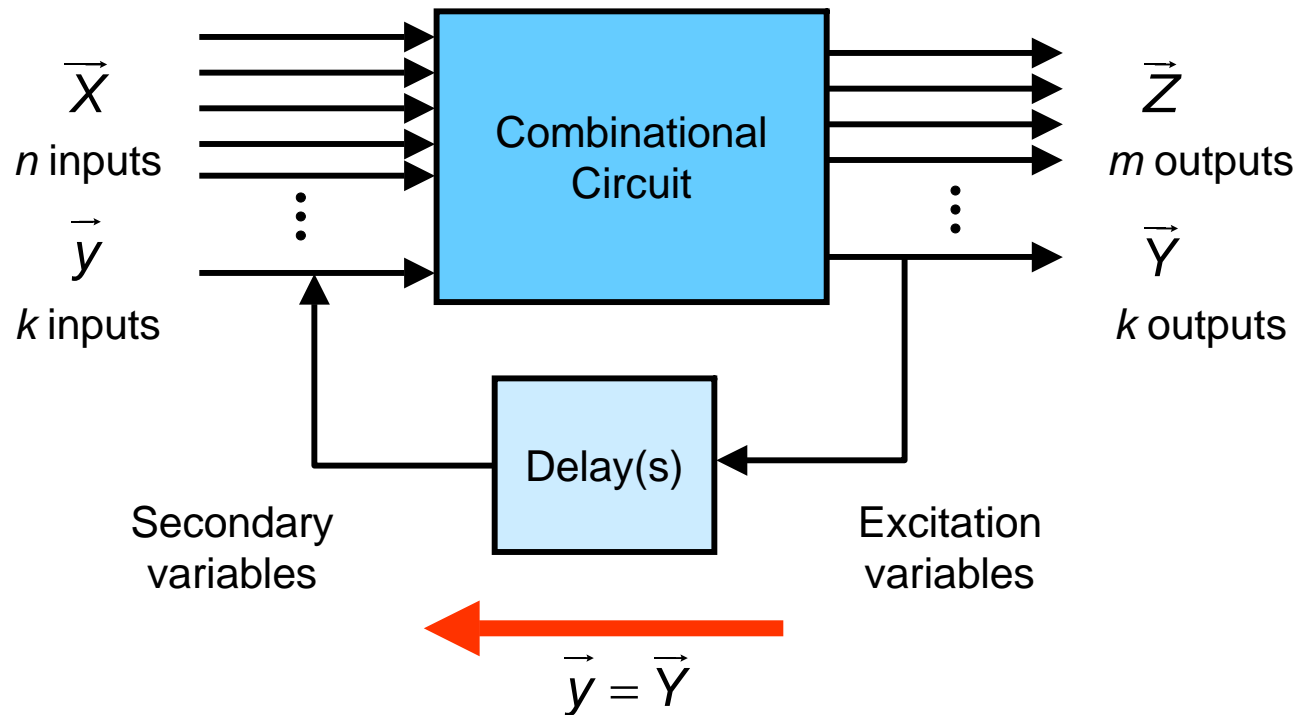 X⃗
n inputs
y⃗
k inputs
Combinational
Circuit
Z⃗
m outputs
Y⃗
k outputs
Delay(s)
Secondary
variables
Excitation
variables
y⃗ = Y⃗